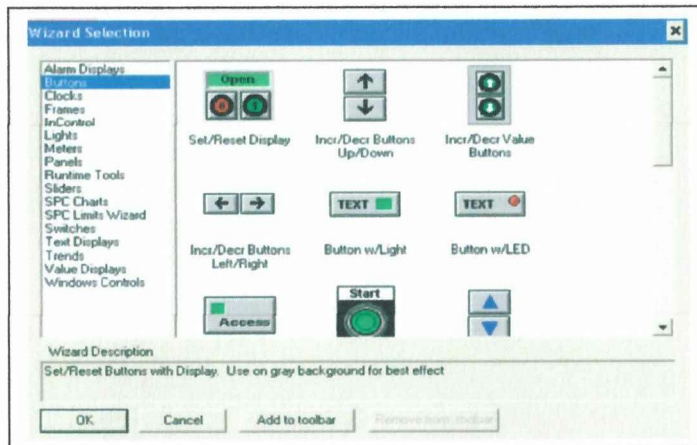 Wizard Selection
Alarm Displays
Buttons
Clocks
Frames
InControl
Lights
Meters
Panels
Runtime Tools
Sliders
SPC Charts
SPC Limits Wizard
Switches
Text Displays
Trends
Value Displays
Windows Controls
Open
0 1
Set/Reset Display
Incr/Decr Buttons
Up/Down
Incr/Decr Value
Buttons
TEXT
TEXT
Incr/Decr Buttons
Left/Right
Button w/Light
Button w/LED
Access
Start
Wizard Description
Set/Reset Buttons with Display. Use on gray background for best effect
OK
Cancel
Add to toolbar
Remove from toolbar